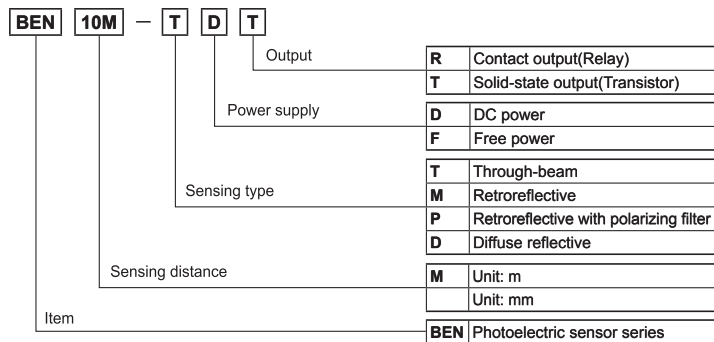 BEN 10M — T D T
Output
R Contact output(Relay)
T Solid-state output(Transistor)
Power supply
D DC power
F Free power
Sensing type
T Through-beam
M Retroreflective
P Retroreflective with polarizing filter
D Diffuse reflective
Sensing distance
M Unit: m
Unit: mm
Item
BEN Photoelectric sensor series